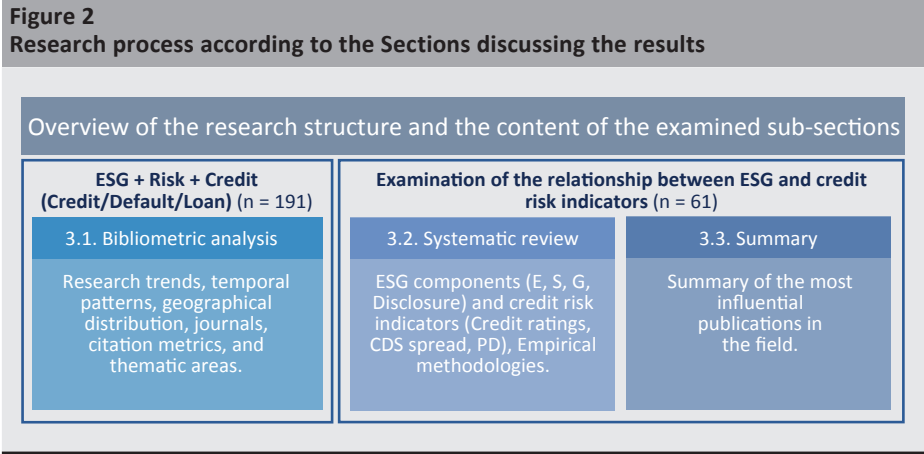 Figure 2
Research process according to the Sections discussing the results
Overview of the research structure and the content of the examined sub-sections
ESG + Risk + Credit
(Credit/Default/Loan) (n = 191)
3.1. Bibliometric analysis
Research trends, temporal
patterns, geographical
distribution, journals,
citation metrics, and
thematic areas.
Examination of the relationship between ESG and credit
risk indicators (n = 61)
3.2. Systematic review
ESG components (E, S, G,
Disclosure) and credit risk
indicators (Credit ratings,
CDS spread, PD), Empirical
methodologies.
3.3. Summary
Summary of the most
influential
publications in
the field.